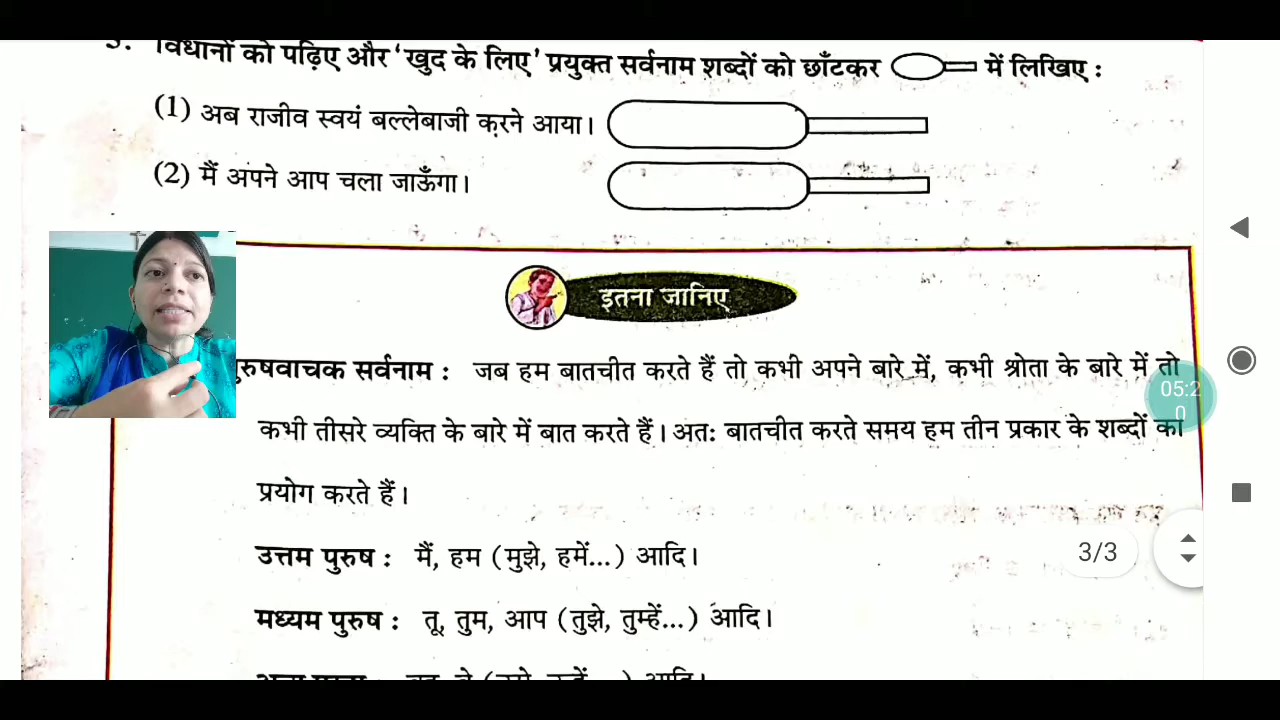 विधानों को पढ़िए और 'खुद के लिए' प्रयुक्त सर्वनाम शब्दों को छाँटकर में लिखिए :
(1) अब राजीव स्वयं बल्लेबाजी करने आया।
(2) मैं अपने आप चला जाऊँगा।
इतना जानिए
रुषवाचक सर्वनाम : जब हम बातचीत करते हैं तो कभी अपने बारे में, कभी श्रोता के बारे में तो
05:20
कभी तीसरे व्यक्ति के बारे में बात करते हैं। अतः बातचीत करते समय हम तीन प्रकार के शब्दों का
प्रयोग करते हैं।
उत्तम पुरुष : मैं, हम (मुझे, हमें...) आदि।
3/3
मध्यम पुरुष : तू, तुम, आप (तुझे, तुम्हें...) आदि।